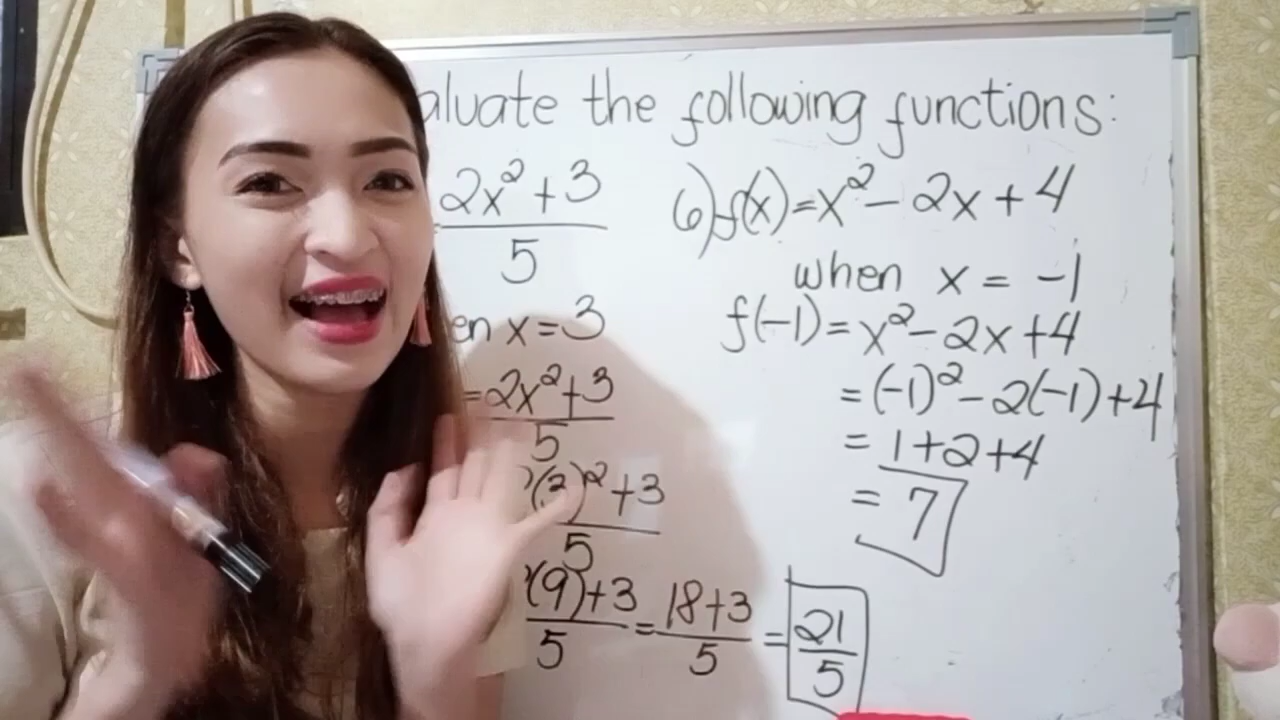 aluate the following functions:
2x² + 3
5
en x = 3
= 2x² + 3
5
(3)² + 3
5
(9) + 3 / 5 = 18 + 3 / 5 = 21 / 5
6) f(x) = x² - 2x + 4
when x = -1
f(-1) = x² - 2x + 4
= (-1)² - 2(-1) + 4
= 1 + 2 + 4
= 7